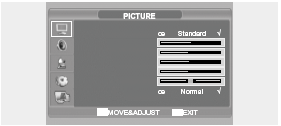 PICTURE
Standard √
Normal √
MOVE&ADJUST EXIT